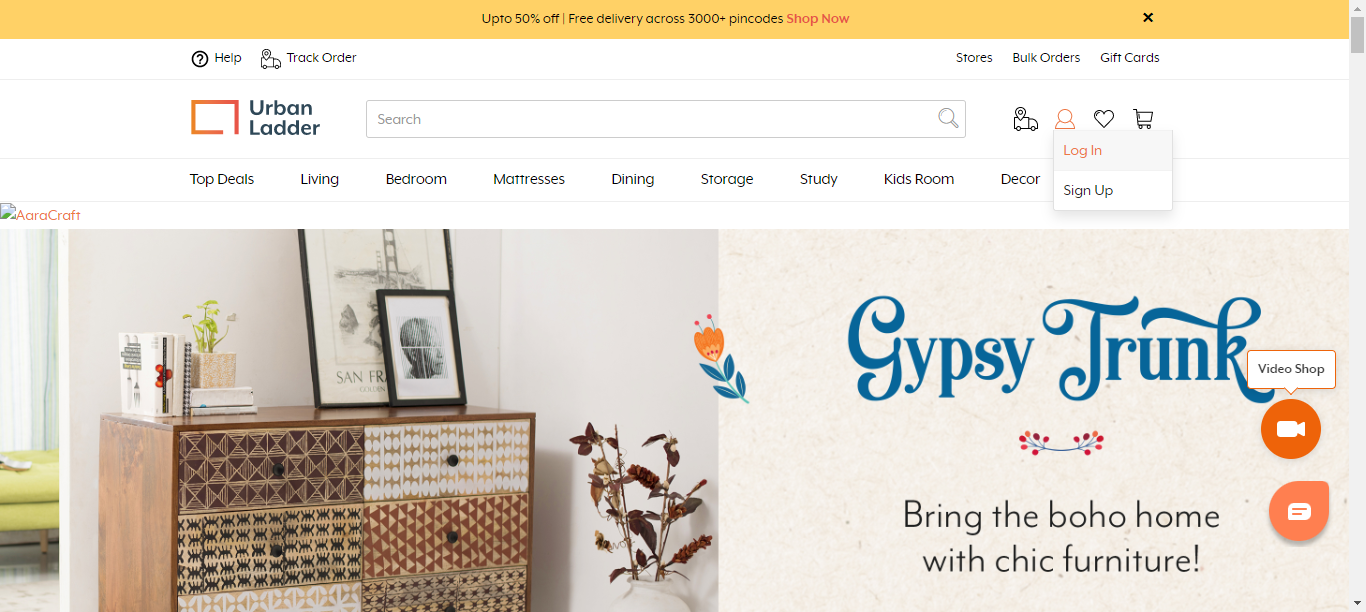 Upto 50% off | Free delivery across 3000+ pincodes Shop Now
Help
Track Order
Stores
Bulk Orders
Gift Cards
Urban
Ladder
Search
Log In
Sign Up
Top Deals
Living
Bedroom
Mattresses
Dining
Storage
Study
Kids Room
Decor
AaraCraft
SAN FRA
GOLDEN
Gypsy Trunk
Video Shop
Bring the boho home
with chic furniture!